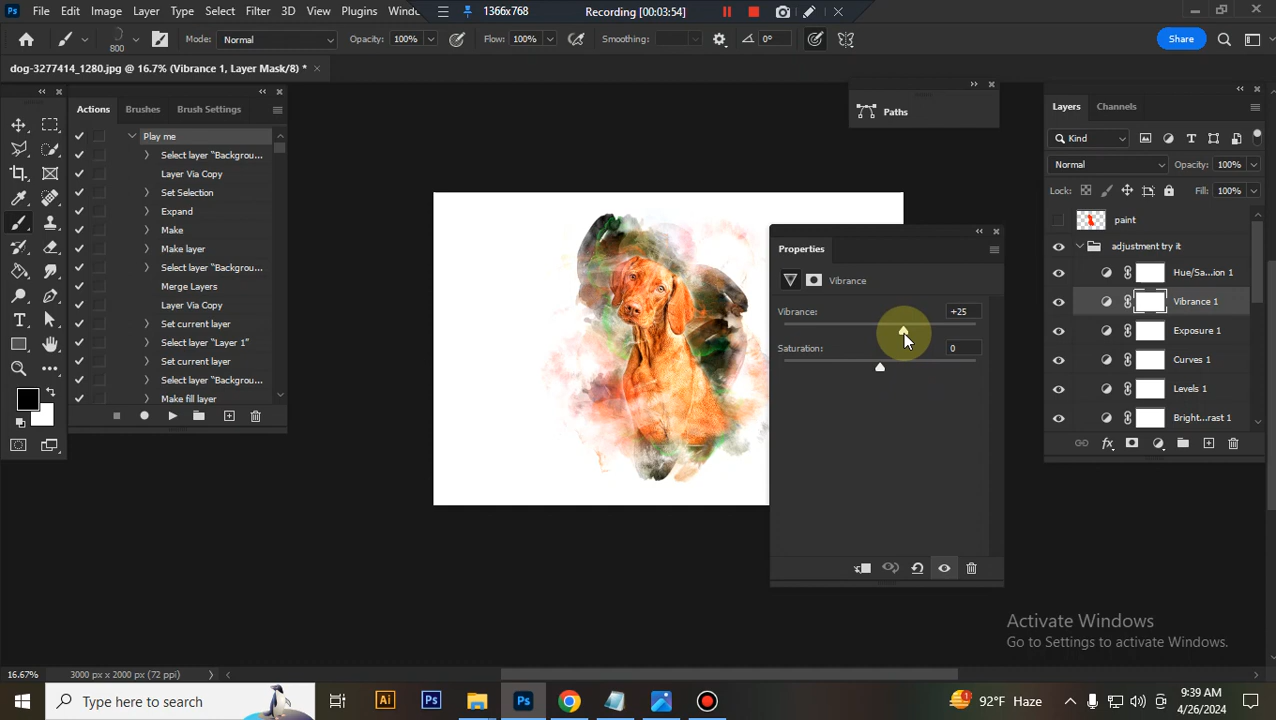 Ps File Edit Image Layer Type Select Filter 3D View Plugins Windo
1366x768 Recording [00:03:54]
800 Mode: Normal Opacity: 100% Flow: 100% Smoothing: 0° Share
dog-3277414_1280.jpg @ 16.7% (Vibrance 1, Layer Mask/8) *
Actions Brushes Brush Settings
Play me
Select layer "Backgrou...
Layer Via Copy
Set Selection
Expand
Make
Make layer
Select layer "Backgrou...
Merge Layers
Layer Via Copy
Set current layer
Select layer "Layer 1"
Set current layer
Select layer "Backgrou...
Make fill layer
Paths
Properties
Vibrance
Vibrance: +25
Saturation: 0
Layers Channels
Kind
Normal Opacity: 100%
Lock: Fill: 100%
paint
adjustment try it
Hue/Sa...ion 1
Vibrance 1
Exposure 1
Curves 1
Levels 1
Bright...rast 1
fx
Activate Windows
Go to Settings to activate Windows.
16.67% 3000 px x 2000 px (72 ppi)
Type here to search Ai Ps Ps 92°F Haze 9:39 AM
4/26/2024